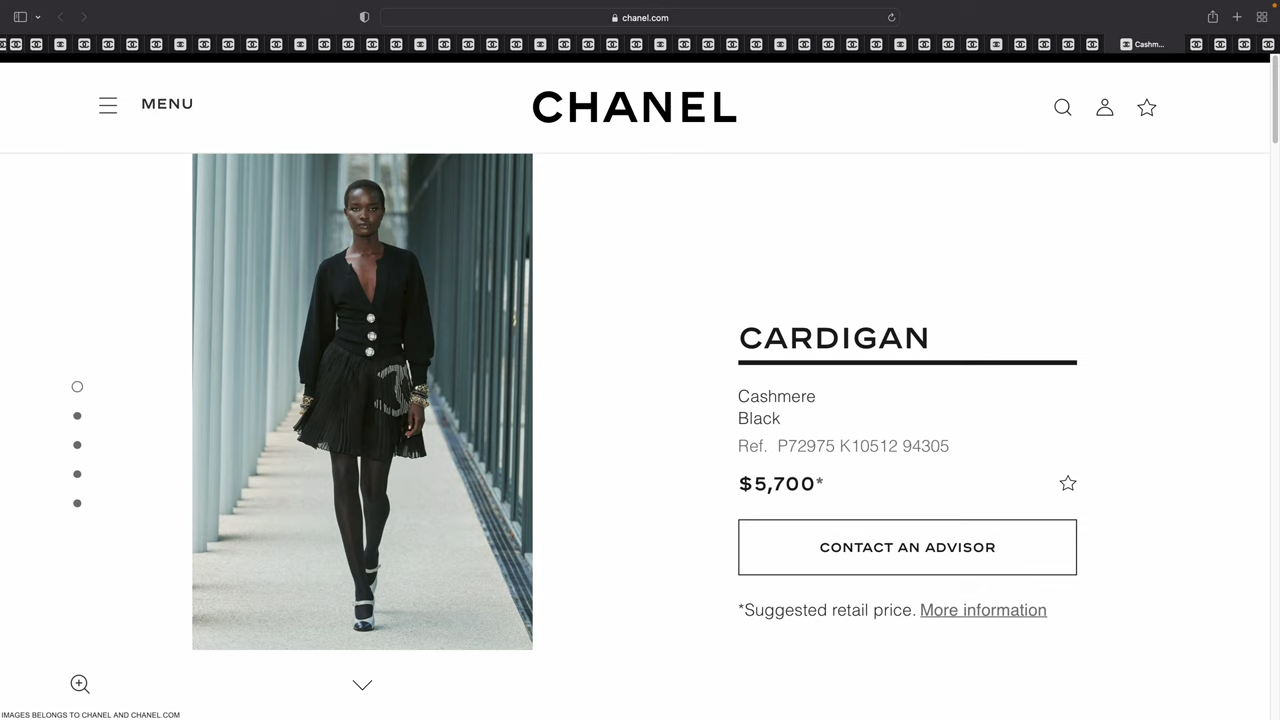 chanel.com
Cashm...
MENU
CHANEL
CARDIGAN
Cashmere
Black
Ref. P72975 K10512 94305
$5,700*
CONTACT AN ADVISOR
*Suggested retail price. More information
IMAGES BELONGS TO CHANEL AND CHANEL.COM